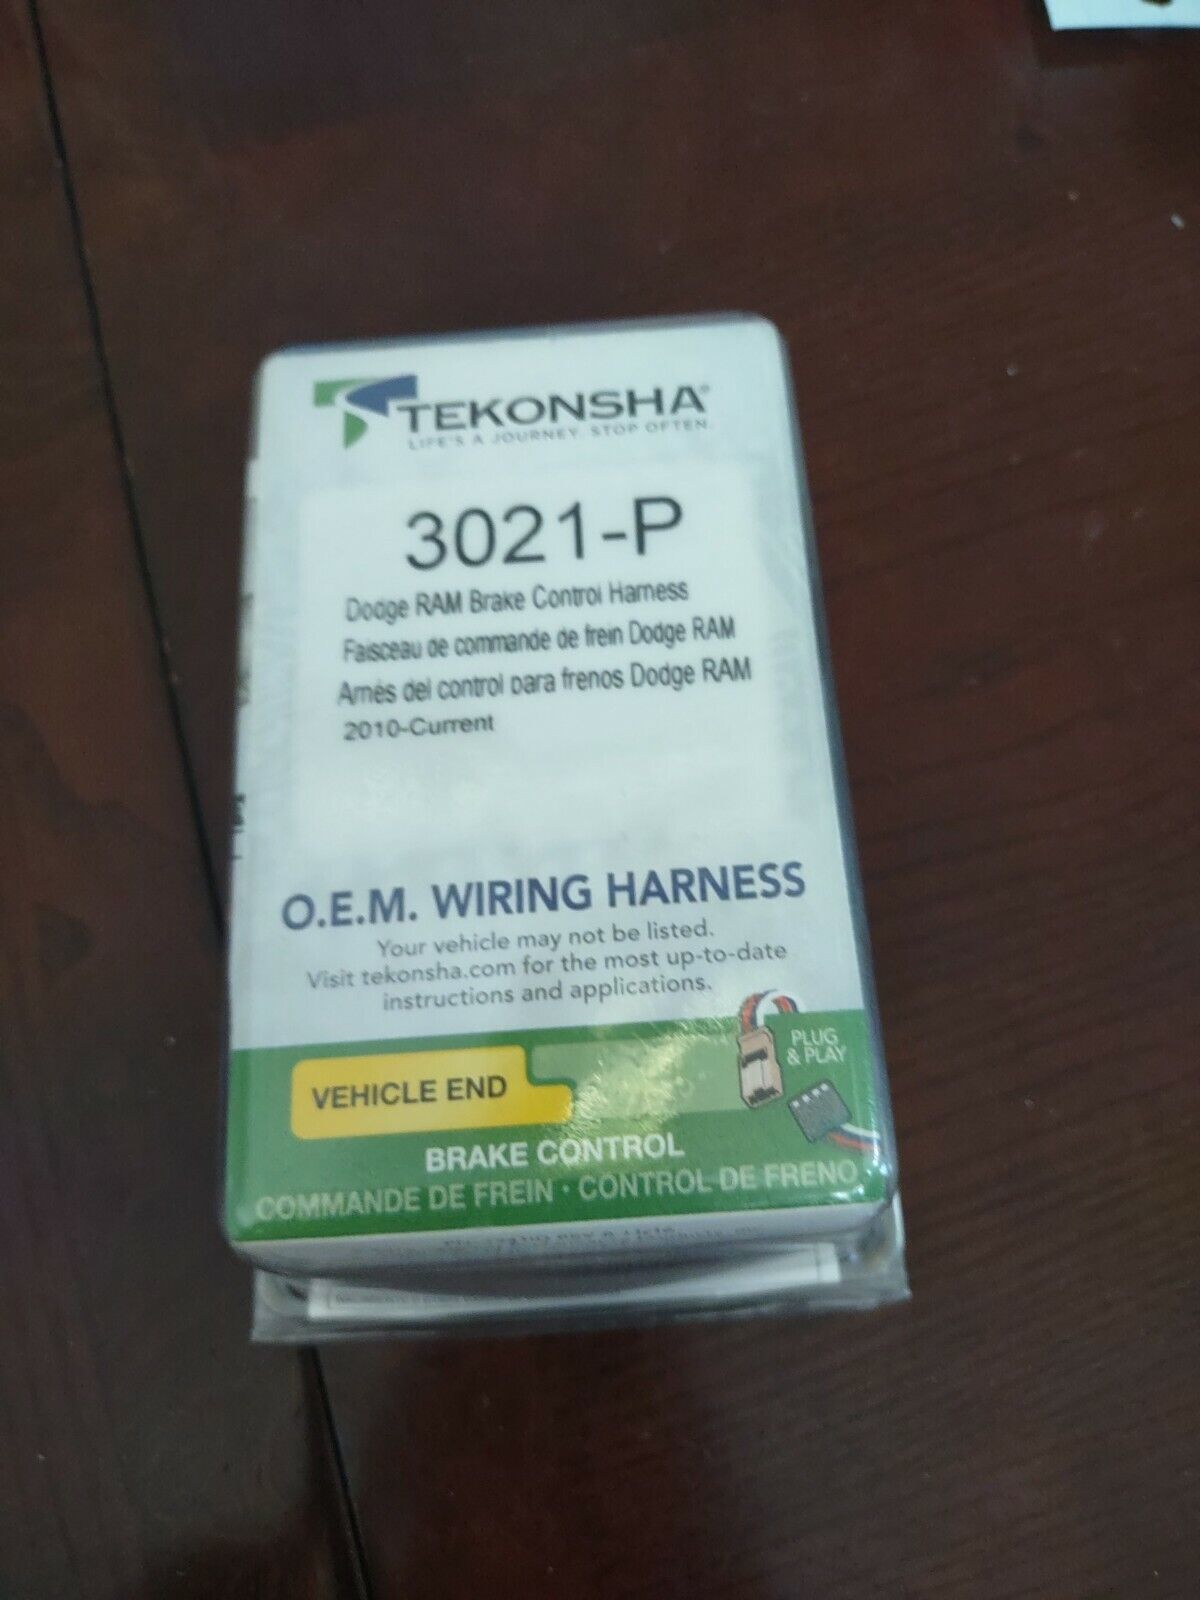 TEKONSHA®
LIFE'S A JOURNEY. STOP OFTEN.
3021-P
Dodge RAM Brake Control Harness
Faisceau de commande de frein Dodge RAM
Arnés del control para frenos Dodge RAM
2010-Current
O.E.M. WIRING HARNESS
Your vehicle may not be listed.
Visit tekonsha.com for the most up-to-date
instructions and applications.
PLUG
& PLAY
VEHICLE END
BRAKE CONTROL
COMMANDE DE FREIN · CONTROL DE FRENO